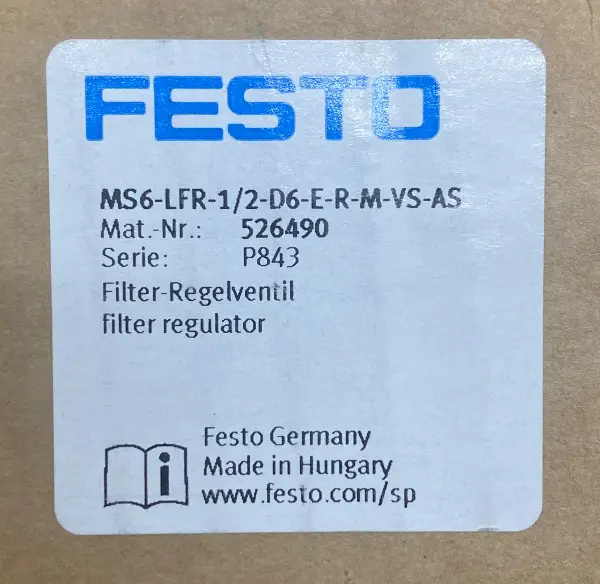 FESTO
MS6-LFR-1/2-D6-E-R-M-VS-AS
Mat.-Nr.: 526490
Serie: P843
Filter-Regelventil
filter regulator
Festo Germany
Made in Hungary
www.festo.com/sp